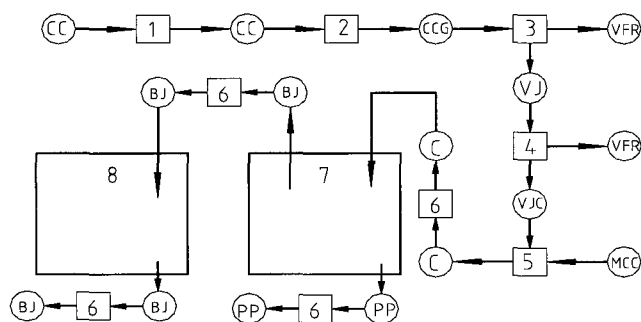 CC 1 CC 2 CCG 3 VFR
VJ
BJ 6 BJ
C 4 VFR
8 7
6 VJC
C 5 MCC
BJ 6 BJ PP 6 PP